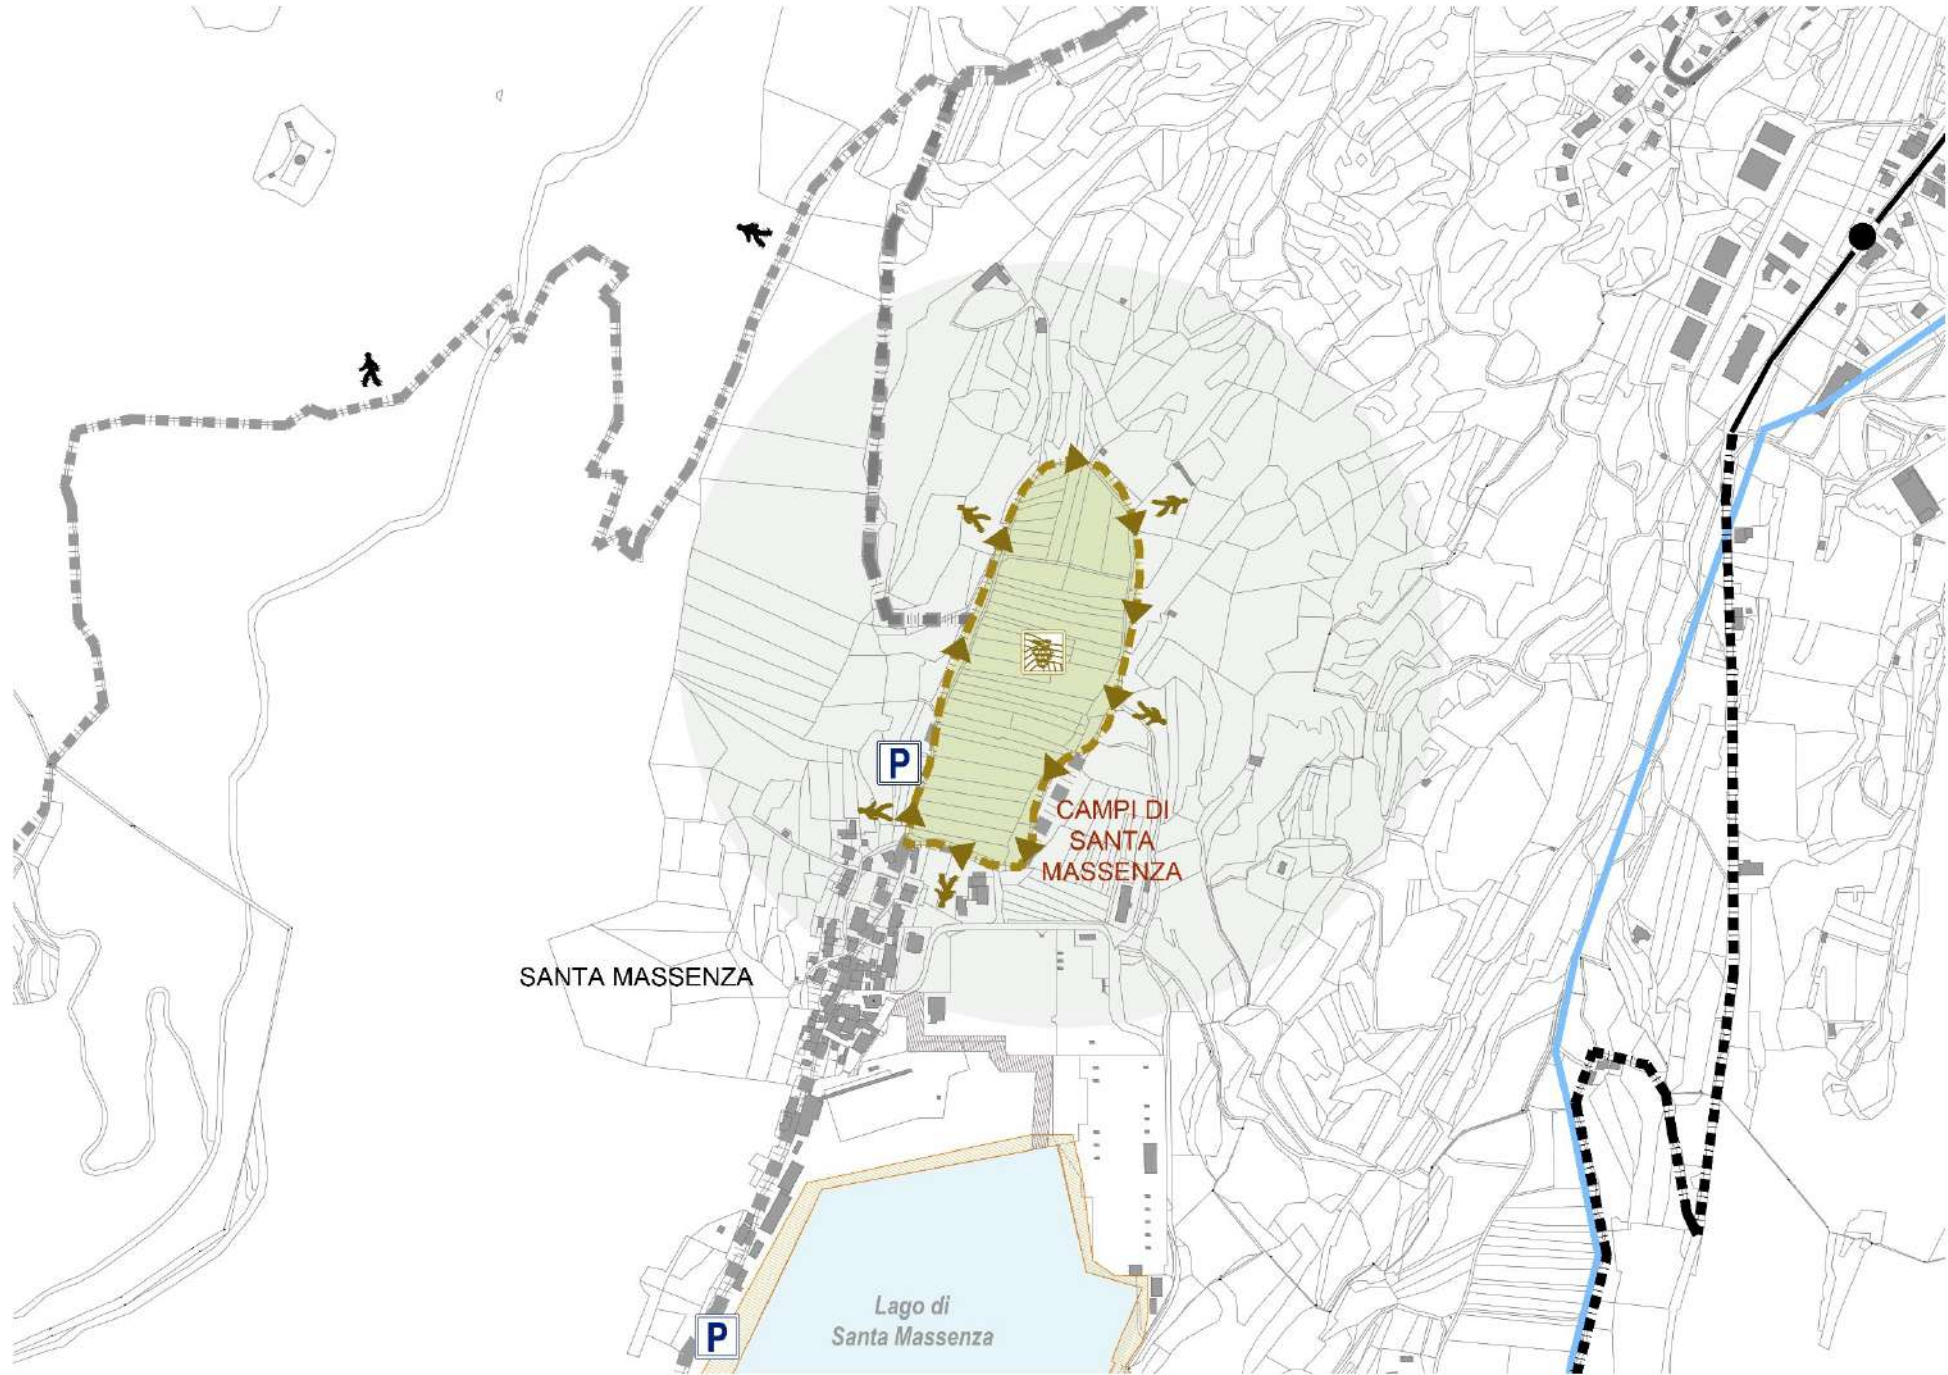 P
CAMPI DI
SANTA
MASSENZA
SANTA MASSENZA
Lago di
Santa Massenza
P